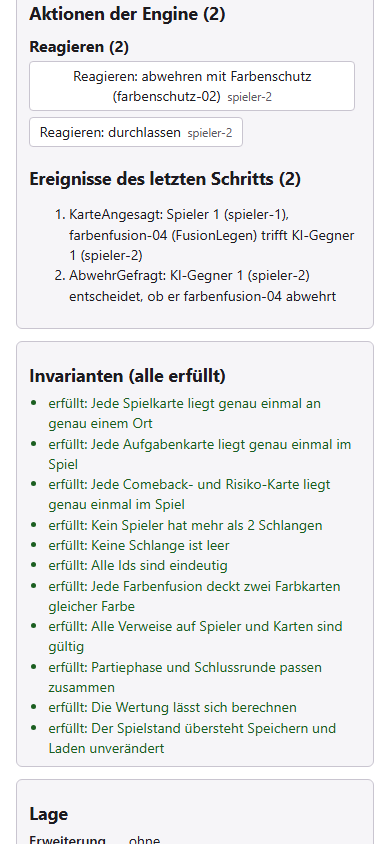 Aktionen der Engine (2)
Reagieren (2)
Reagieren: abwehren mit Farbenschutz
(farbenschutz-02) spieler-2
Reagieren: durchlassen spieler-2
Ereignisse des letzten Schritts (2)
1. KarteAngesagt: Spieler 1 (spieler-1),
farbenfusion-04 (FusionLegen) trifft KI-Gegner
1 (spieler-2)
2. AbwehrGefragt: KI-Gegner 1 (spieler-2)
entscheidet, ob er farbenfusion-04 abwehrt
Invarianten (alle erfüllt)
• erfüllt: Jede Spielkarte liegt genau einmal an
genau einem Ort
• erfüllt: Jede Aufgabenkarte liegt genau einmal im
Spiel
• erfüllt: Jede Comeback- und Risiko-Karte liegt
genau einmal im Spiel
• erfüllt: Kein Spieler hat mehr als 2 Schlangen
• erfüllt: Keine Schlange ist leer
• erfüllt: Alle Ids sind eindeutig
• erfüllt: Jede Farbenfusion deckt zwei Farbkarten
gleicher Farbe
• erfüllt: Alle Verweise auf Spieler und Karten sind
gültig
• erfüllt: Partiephase und Schlussrunde passen
zusammen
• erfüllt: Die Wertung lässt sich berechnen
• erfüllt: Der Spielstand übersteht Speichern und
Laden unverändert
Lage
Erweiterung ohne